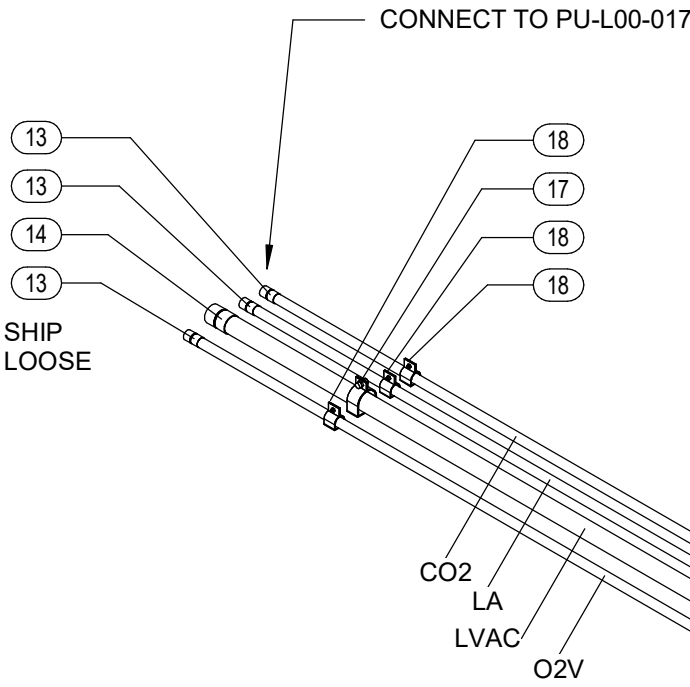 CONNECT TO PU-L00-017
13
18
13
17
14
18
13
18
SHIP
LOOSE
CO2
LA
LVAC
O2V